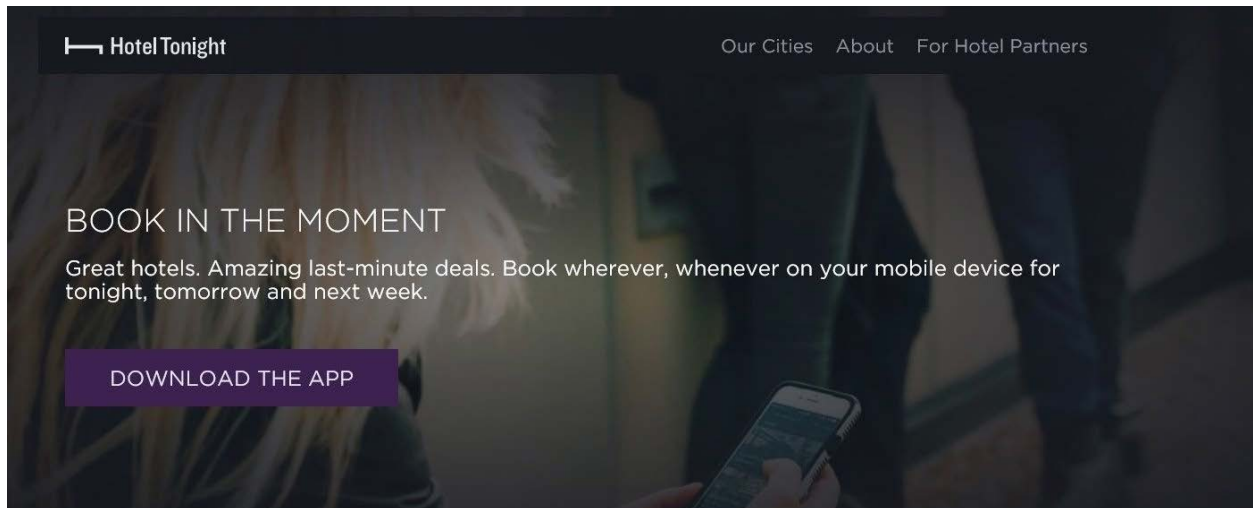 Hotel Tonight
Our Cities About For Hotel Partners
BOOK IN THE MOMENT
Great hotels. Amazing last-minute deals. Book wherever, whenever on your mobile device for
tonight, tomorrow and next week.
DOWNLOAD THE APP